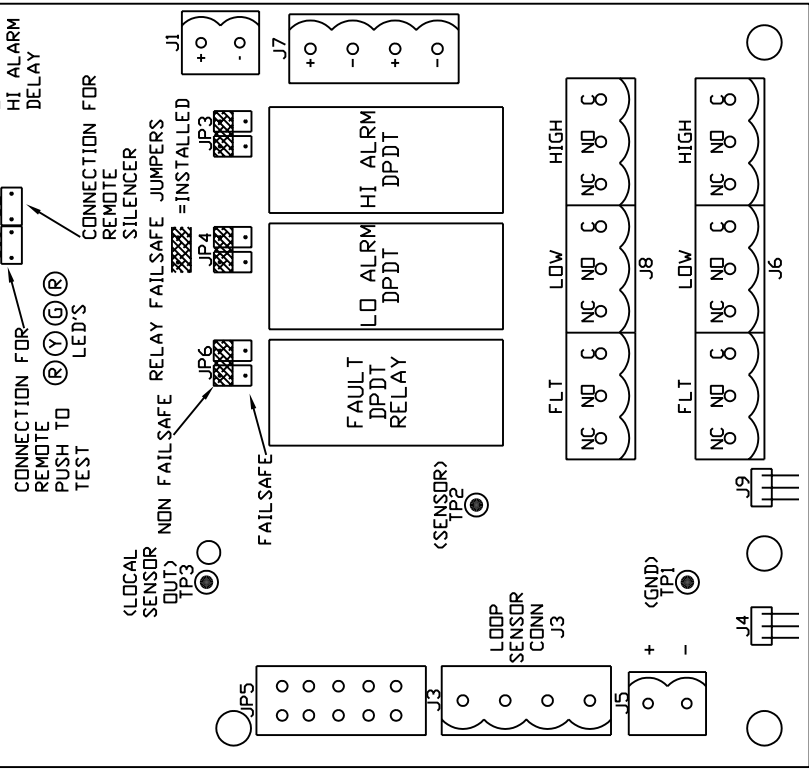 HI ALARM
DELAY
CONNECTION FOR
REMOTE
SILENCER
CONNECTION FOR
REMOTE
PUSH TO
TEST
R Y G R
LED'S
RELAY FAILSAFE JUMPERS
=INSTALLED
NON FAILSAFE
FAILSAFE
JP3
JP4
JP6
J1
+ -
J7
+ - + -
HI ALRM
DPDT
LO ALRM
DPDT
FAULT
DPDT
RELAY
HIGH
LOW
FLT
NC NO C
NC NO C
NC NO C
J8
HIGH
LOW
FLT
NC NO C
NC NO C
NC NO C
J6
(LOCAL
SENSOR
OUT)
TP3
(SENSOR)
TP2
(GND)
TP1
J9
J4
JP5
J3
LOOP
SENSOR
CONN
J3
J5
+ -